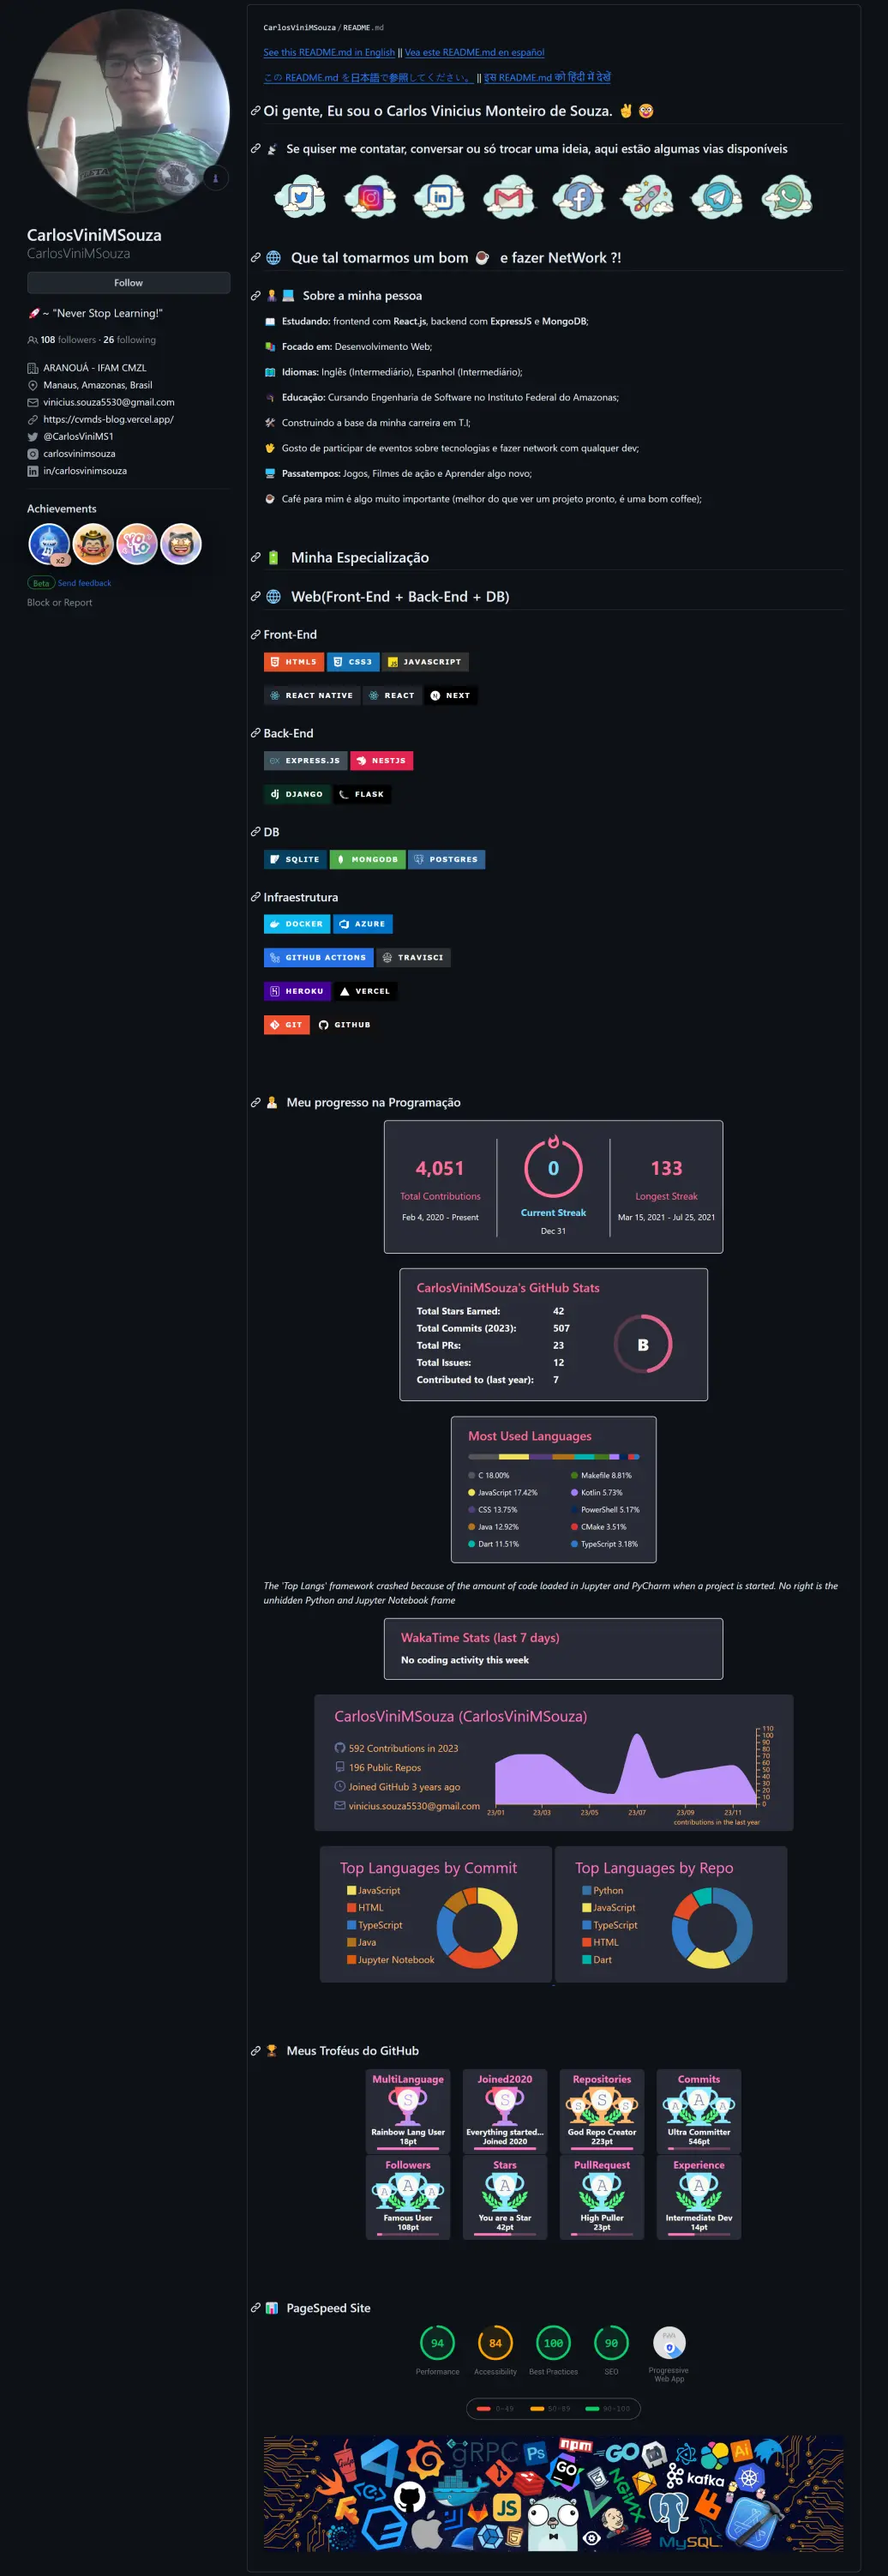 CarlosViniMSouza
CarlosViniMSouza
Follow
🚀 ~ "Never Stop Learning!"
108 followers · 26 following
ARANOUÁ - IFAM CMZL
Manaus, Amazonas, Brasil
vinicius.souza5530@gmail.com
https://cvmds-blog.vercel.app/
@CarlosViniMS1
carlosvinimsouza
in/carlosvinimsouza
Achievements
x2
YOLO
Beta Send feedback
Block or Report
CarlosViniMSouza / README.md
See this README.md in English || Vea este README.md en español
この README.md を日本語で参照してください。 || इस README.md को हिंदी में देखें
Oi gente, Eu sou o Carlos Vinicius Monteiro de Souza. ✌️ 🤓
Se quiser me contatar, conversar ou só trocar uma ideia, aqui estão algumas vias disponíveis
Que tal tomarmos um bom ☕ e fazer NetWork ?!
Sobre a minha pessoa
Estudando: frontend com React.js, backend com ExpressJS e MongoDB;
Focado em: Desenvolvimento Web;
Idiomas: Inglês (Intermediário), Espanhol (Intermediário);
Educação: Cursando Engenharia de Software no Instituto Federal do Amazonas;
Construindo a base da minha carreira em T.I;
Gosto de participar de eventos sobre tecnologias e fazer network com qualquer dev;
Passatempos: Jogos, Filmes de ação e Aprender algo novo;
Café para mim é algo muito importante (melhor do que ver um projeto pronto, é uma bom coffee);
Minha Especialização
Web(Front-End + Back-End + DB)
Front-End
HTML5 CSS3 JAVASCRIPT
REACT NATIVE REACT NEXT
Back-End
EXPRESS.JS NESTJS
DJANGO FLASK
DB
SQLITE MONGODB POSTGRES
Infraestrutura
DOCKER AZURE
GITHUB ACTIONS TRAVISCI
HEROKU VERCEL
GIT GITHUB
Meu progresso na Programação
4,051
Total Contributions
Feb 4, 2020 - Present
0
Current Streak
Dec 31
133
Longest Streak
Mar 15, 2021 - Jul 25, 2021
CarlosViniMSouza's GitHub Stats
Total Stars Earned: 42
Total Commits (2023): 507
Total PRs: 23
Total Issues: 12
Contributed to (last year): 7
B
Most Used Languages
C 18.00%
JavaScript 17.42%
CSS 13.75%
Java 12.92%
Dart 11.51%
Makefile 8.81%
Kotlin 5.73%
PowerShell 5.17%
CMake 3.51%
TypeScript 3.18%
The 'Top Langs' framework crashed because of the amount of code loaded in Jupyter and PyCharm when a project is started. No right is the
unhidden Python and Jupyter Notebook frame
WakaTime Stats (last 7 days)
No coding activity this week
CarlosViniMSouza (CarlosViniMSouza)
592 Contributions in 2023
196 Public Repos
Joined GitHub 3 years ago
vinicius.souza5530@gmail.com
110
100
90
80
70
60
50
40
30
20
10
0
23/01 23/03 23/05 23/07 23/09 23/11
contributions in the last year
Top Languages by Commit
JavaScript
HTML
TypeScript
Java
Jupyter Notebook
Top Languages by Repo
Python
JavaScript
TypeScript
HTML
Dart
Meus Troféus do GitHub
MultiLanguage
S
Rainbow Lang User
18pt
Joined2020
S
Everything started...
Joined 2020
Repositories
S S S
God Repo Creator
223pt
Commits
A A A
Ultra Committer
546pt
Followers
A A A
Famous User
108pt
Stars
A
You are a Star
42pt
PullRequest
A
High Puller
23pt
Experience
A
Intermediate Dev
14pt
PageSpeed Site
94
Performance
84
Accessibility
100
Best Practices
90
SEO
PWA
Progressive
Web App
0-49 50-89 90-100
gRPC
Ps
npm
GO
Ai
Gulp
GO
kafka
JS
NGINX
MySQL